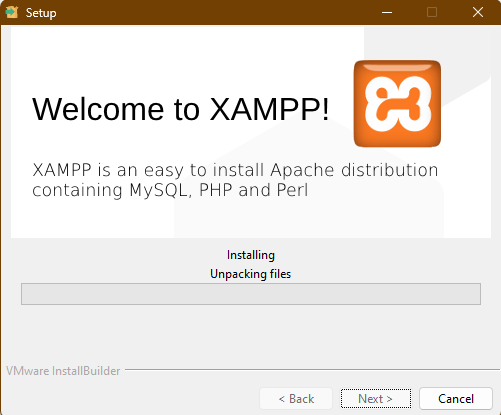 Setup
Welcome to XAMPP!
XAMPP is an easy to install Apache distribution
containing MySQL, PHP and Perl
Installing
Unpacking files
VMware InstallBuilder
< Back
Next >
Cancel